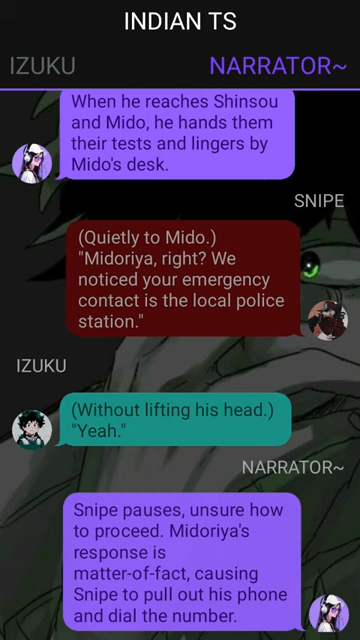 INDIAN TS
IZUKU
NARRATOR~
When he reaches Shinsou
and Mido, he hands them
their tests and lingers by
Mido's desk.
SNIPE
(Quietly to Mido.)
"Midoriya, right? We
noticed your emergency
contact is the local police
station."
IZUKU
(Without lifting his head.)
"Yeah."
NARRATOR~
Snipe pauses, unsure how
to proceed. Midoriya's
response is
matter-of-fact, causing
Snipe to pull out his phone
and dial the number.